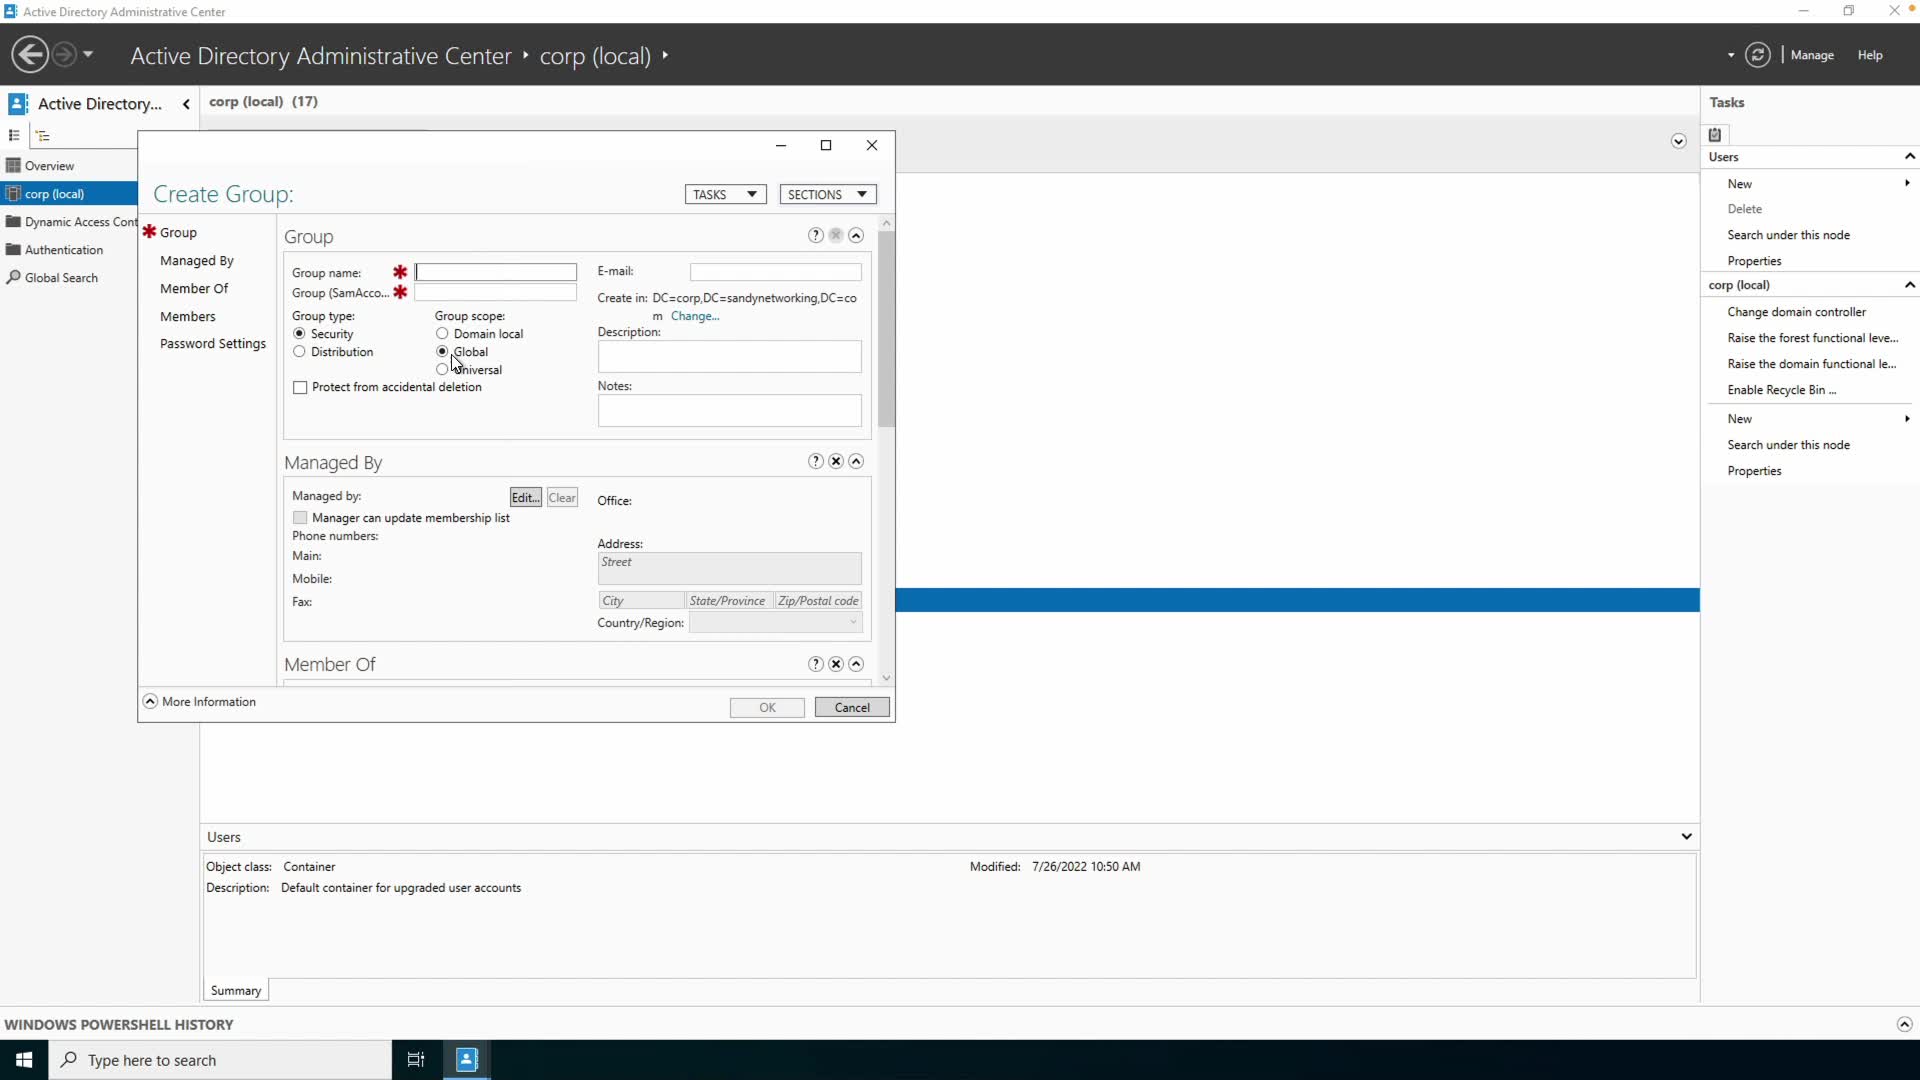 Active Directory Administrative Center
Active Directory Administrative Center ‣ corp (local) ‣
Manage
Help
Active Directory...
Overview
corp (local)
Dynamic Access Cont
Authentication
Global Search
corp (local) (17)
Create Group:
TASKS
SECTIONS
Group
Managed By
Member Of
Members
Password Settings
Group
Group name:
Group (SamAcco...
Group type:
Security
Distribution
Group scope:
Domain local
Global
Universal
Protect from accidental deletion
E-mail:
Create in: DC=corp,DC=sandynetworking,DC=co
m Change...
Description:
Notes:
Managed By
Managed by:
Edit...
Clear
Manager can update membership list
Phone numbers:
Main:
Mobile:
Fax:
Office:
Address:
Street
City
State/Province
Zip/Postal code
Country/Region:
Member Of
More Information
OK
Cancel
Users
Object class: Container
Modified: 7/26/2022 10:50 AM
Description: Default container for upgraded user accounts
Summary
Tasks
Users
New
Delete
Search under this node
Properties
corp (local)
Change domain controller
Raise the forest functional leve...
Raise the domain functional le...
Enable Recycle Bin ...
New
Search under this node
Properties
WINDOWS POWERSHELL HISTORY
Type here to search